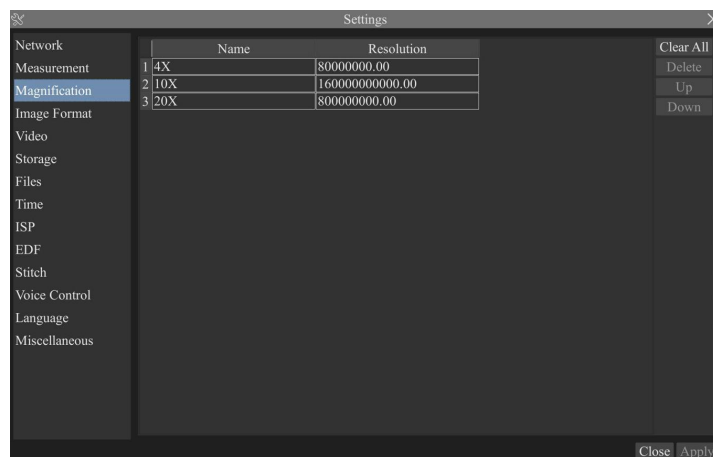 Settings
Network
Measurement
Magnification
Image Format
Video
Storage
Files
Time
ISP
EDF
Stitch
Voice Control
Language
Miscellaneous
Name Resolution
1 4X 80000000.00
2 10X 160000000000.00
3 20X 800000000.00
Clear All
Delete
Up
Down
Close Apply